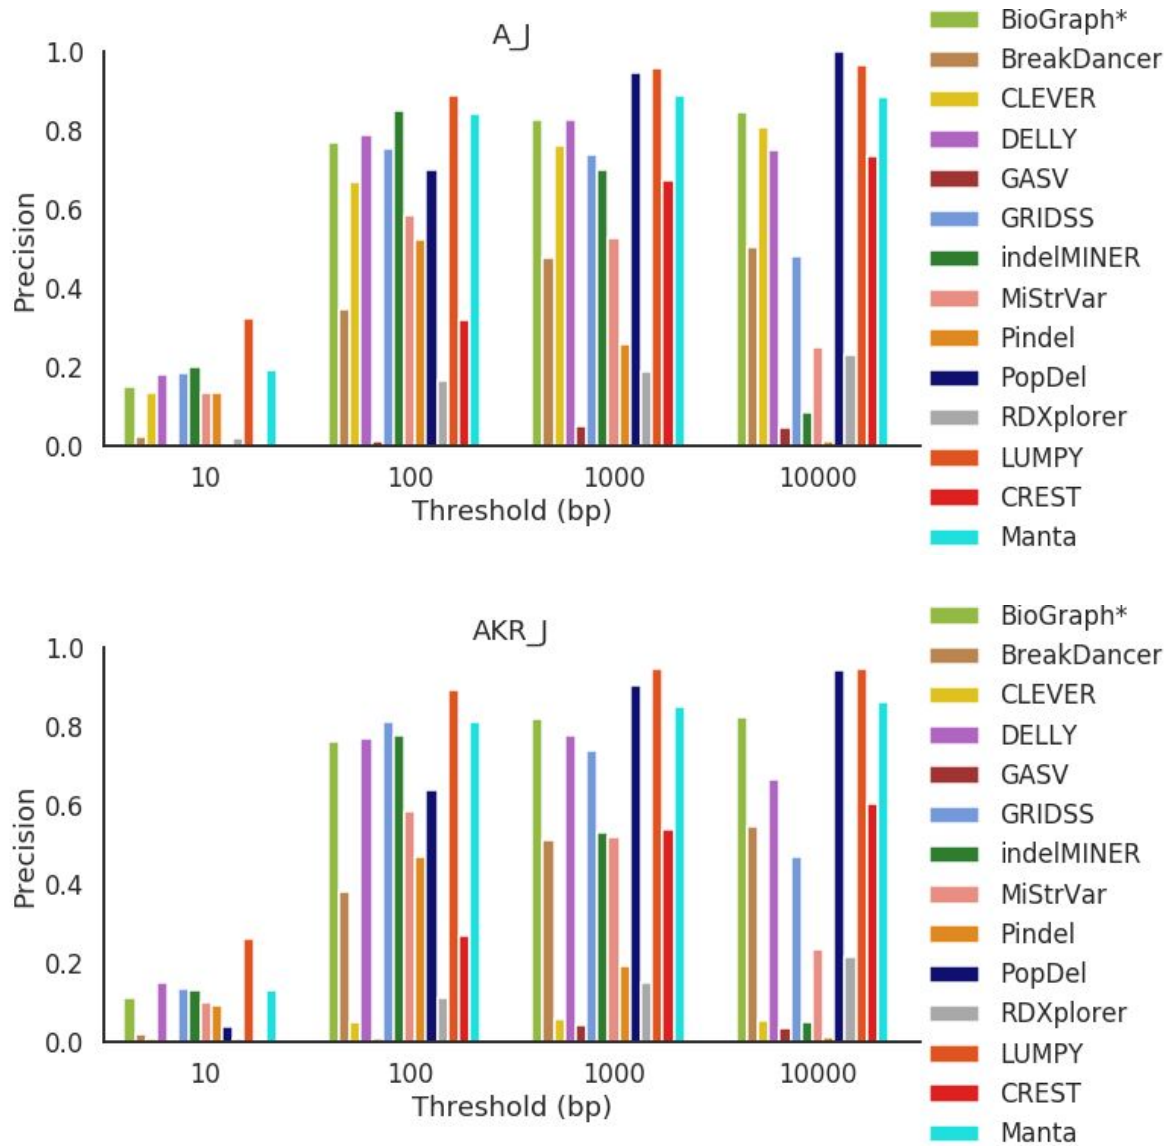 A_J
1.0
0.8
0.6
0.4
0.2
0.0
Precision
10 100 1000 10000
Threshold (bp)
BioGraph*
BreakDancer
CLEVER
DELLY
GASV
GRIDSS
indelMINER
MiStrVar
Pindel
PopDel
RDXplorer
LUMPY
CREST
Manta
AKR_J
1.0
0.8
0.6
0.4
0.2
0.0
Precision
10 100 1000 10000
Threshold (bp)
BioGraph*
BreakDancer
CLEVER
DELLY
GASV
GRIDSS
indelMINER
MiStrVar
Pindel
PopDel
RDXplorer
LUMPY
CREST
Manta